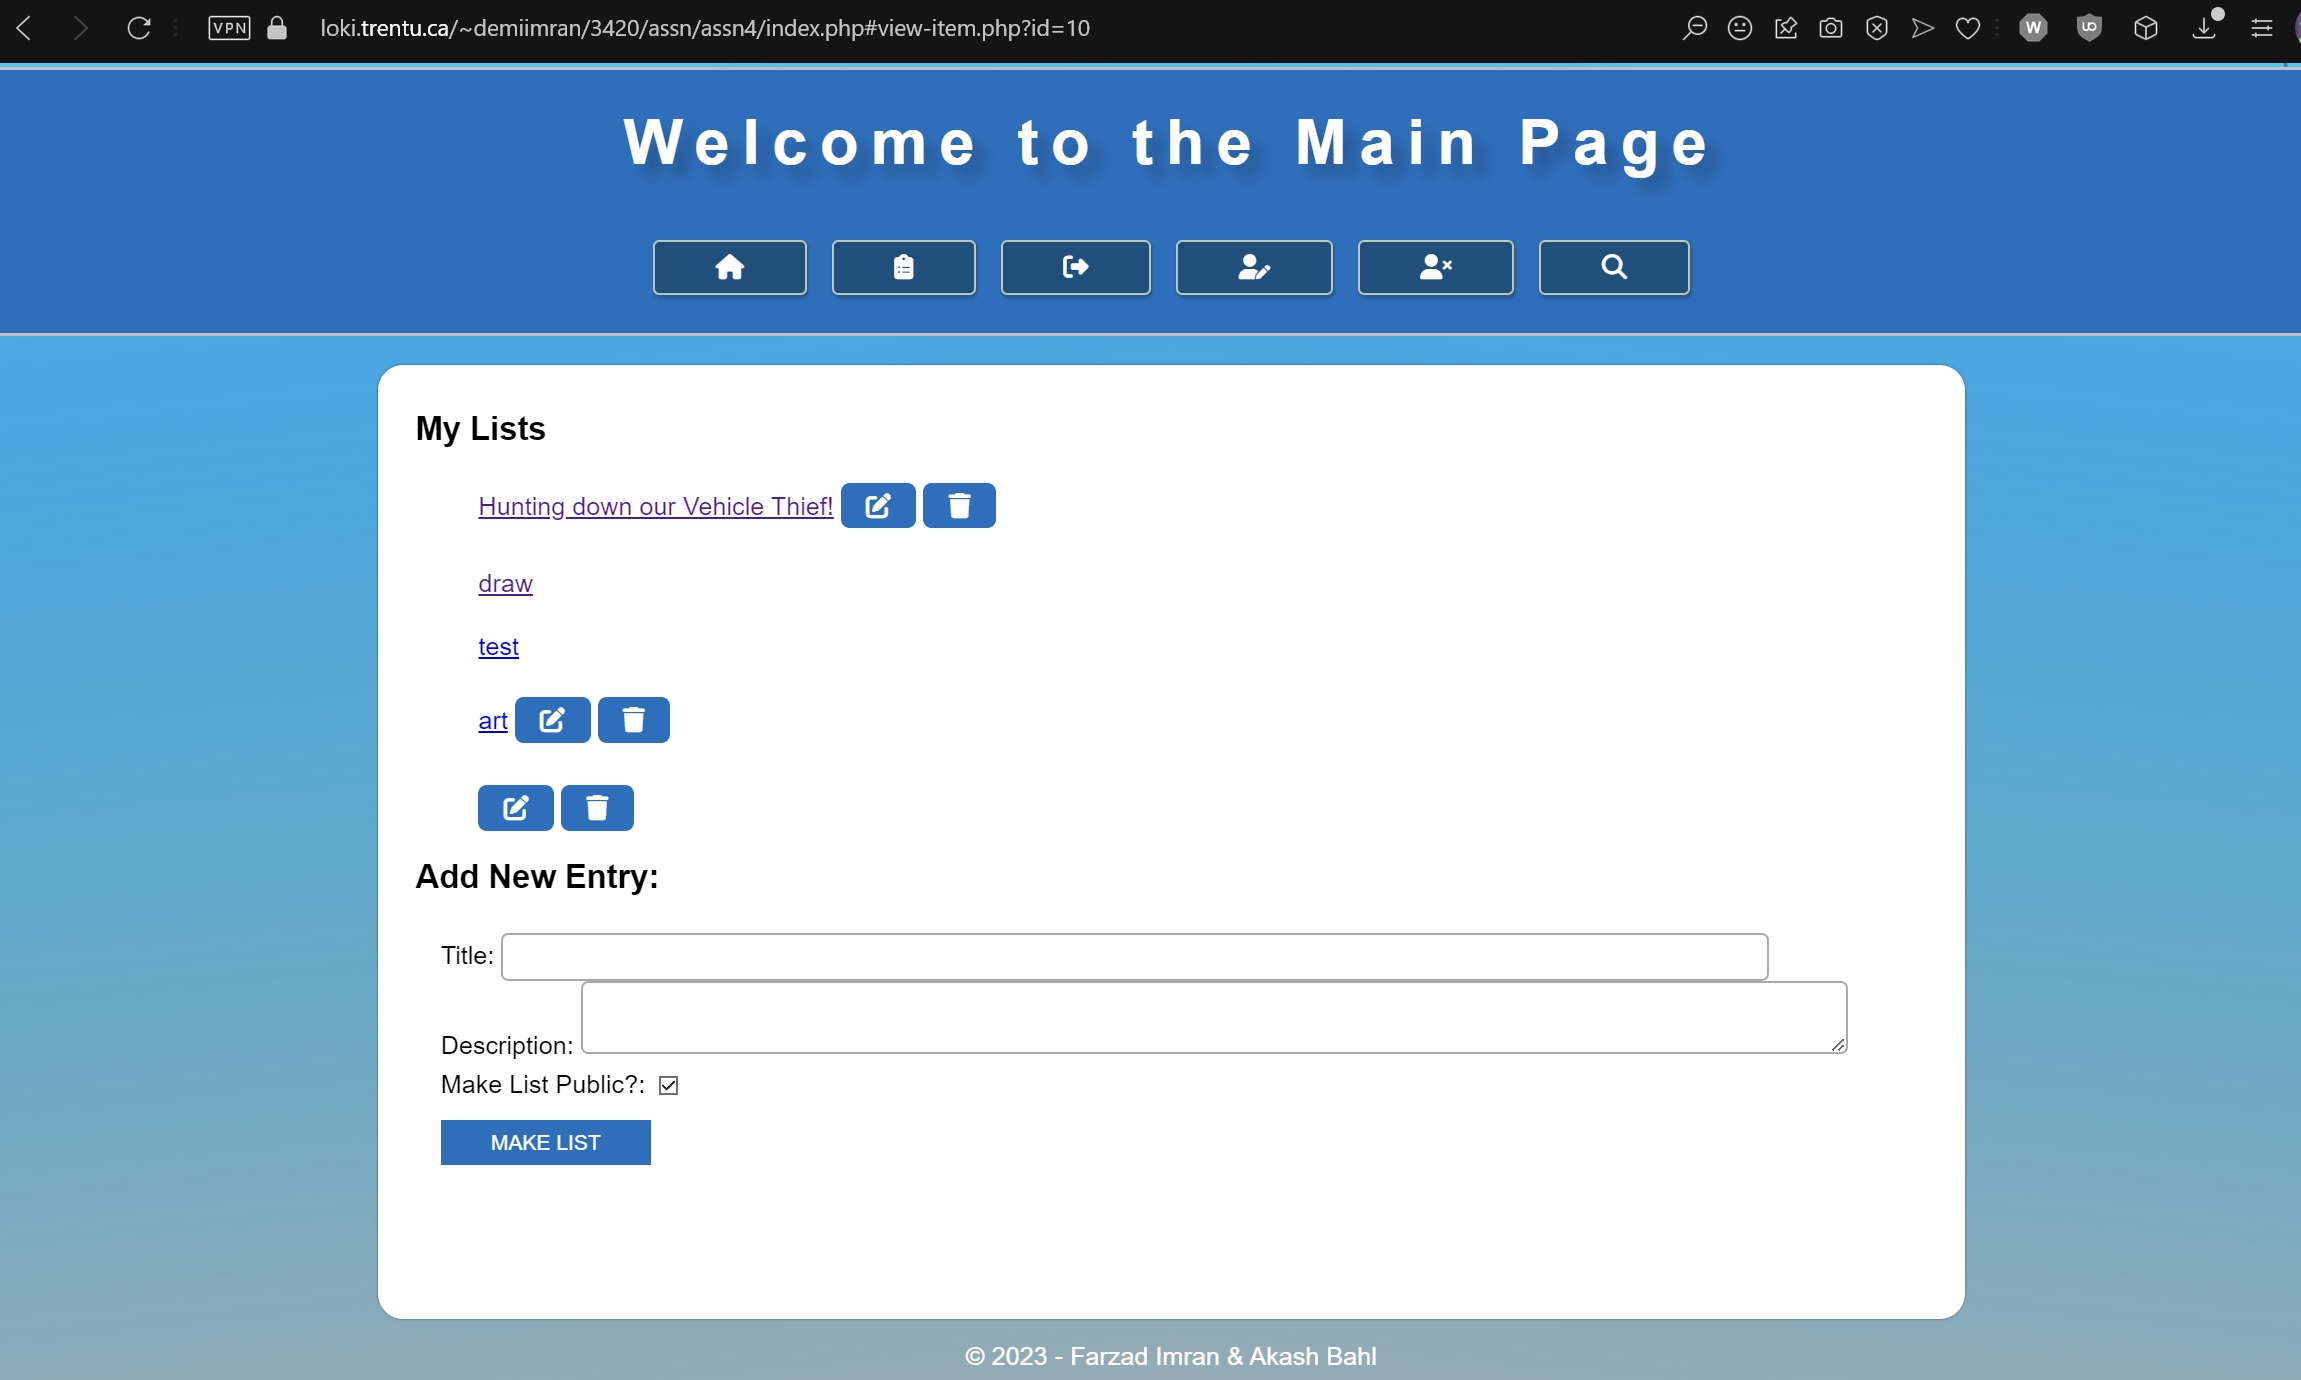 VPN
loki.trentu.ca/~demiimran/3420/assn/assn4/index.php#view-item.php?id=10
W
Welcome to the Main Page
My Lists
Hunting down our Vehicle Thief!
draw
test
art
Add New Entry:
Title:
Description:
Make List Public?:
MAKE LIST
© 2023 - Farzad Imran & Akash Bahl